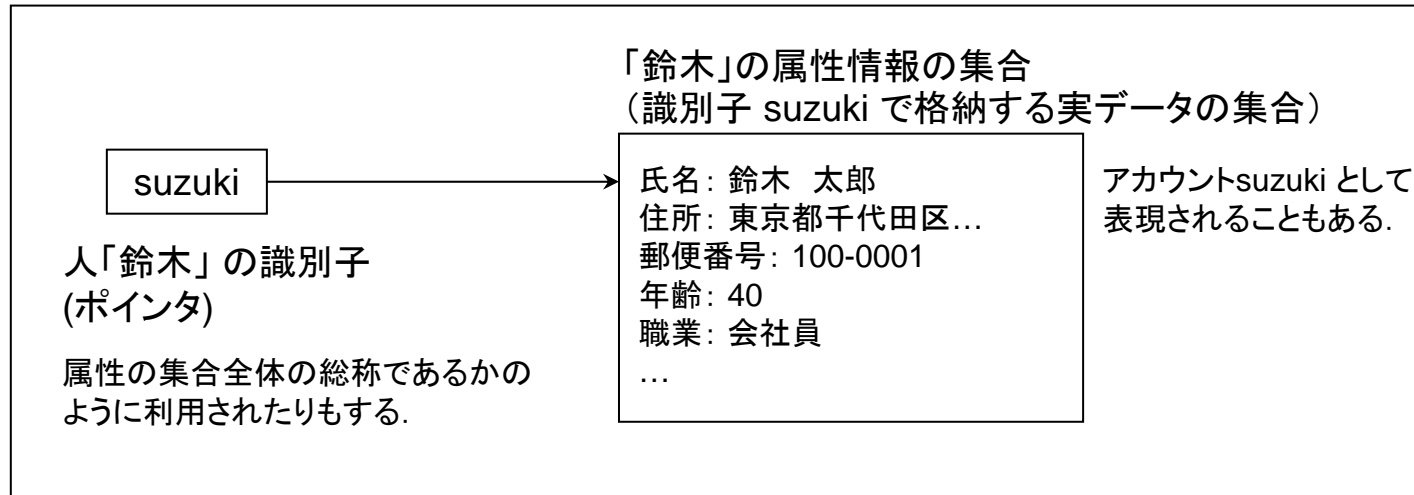 「鈴木」の属性情報の集合
（識別子 suzuki で格納する実データの集合）
suzuki
人「鈴木」 の識別子
(ポインタ)
属性の集合全体の総称であるかの
ように利用されたりもする.
氏名: 鈴木　太郎
住所: 東京都千代田区…
郵便番号: 100-0001
年齢: 40
職業: 会社員
…
アカウントsuzuki として
表現されることもある.